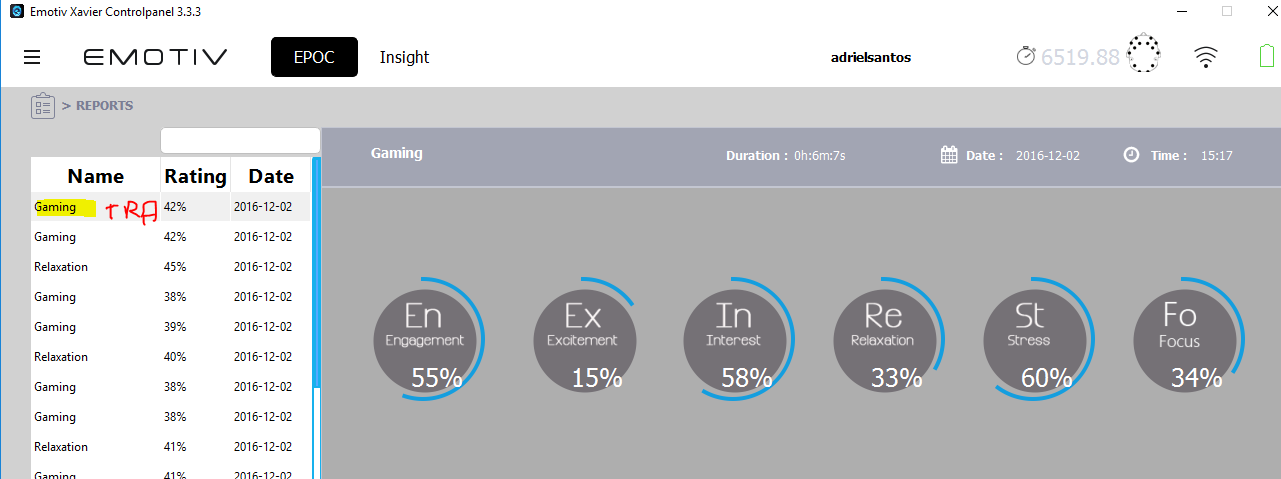 Emotiv Xavier Controlpanel 3.3.3
EMOTIV EPOC Insight adrielsantos 6519.88
> REPORTS
Gaming Duration : 0h:6m:7s Date : 2016-12-02 Time : 15:17
Name Rating Date
Gaming TRA 42% 2016-12-02
Gaming 42% 2016-12-02
Relaxation 45% 2016-12-02
Gaming 38% 2016-12-02
Gaming 39% 2016-12-02
Relaxation 40% 2016-12-02
Gaming 38% 2016-12-02
Gaming 38% 2016-12-02
Relaxation 41% 2016-12-02
Gaming 41% 2016-12-02
En Ex In Re St Fo
Engagement Excitement Interest Relaxation Stress Focus
55% 15% 58% 33% 60% 34%